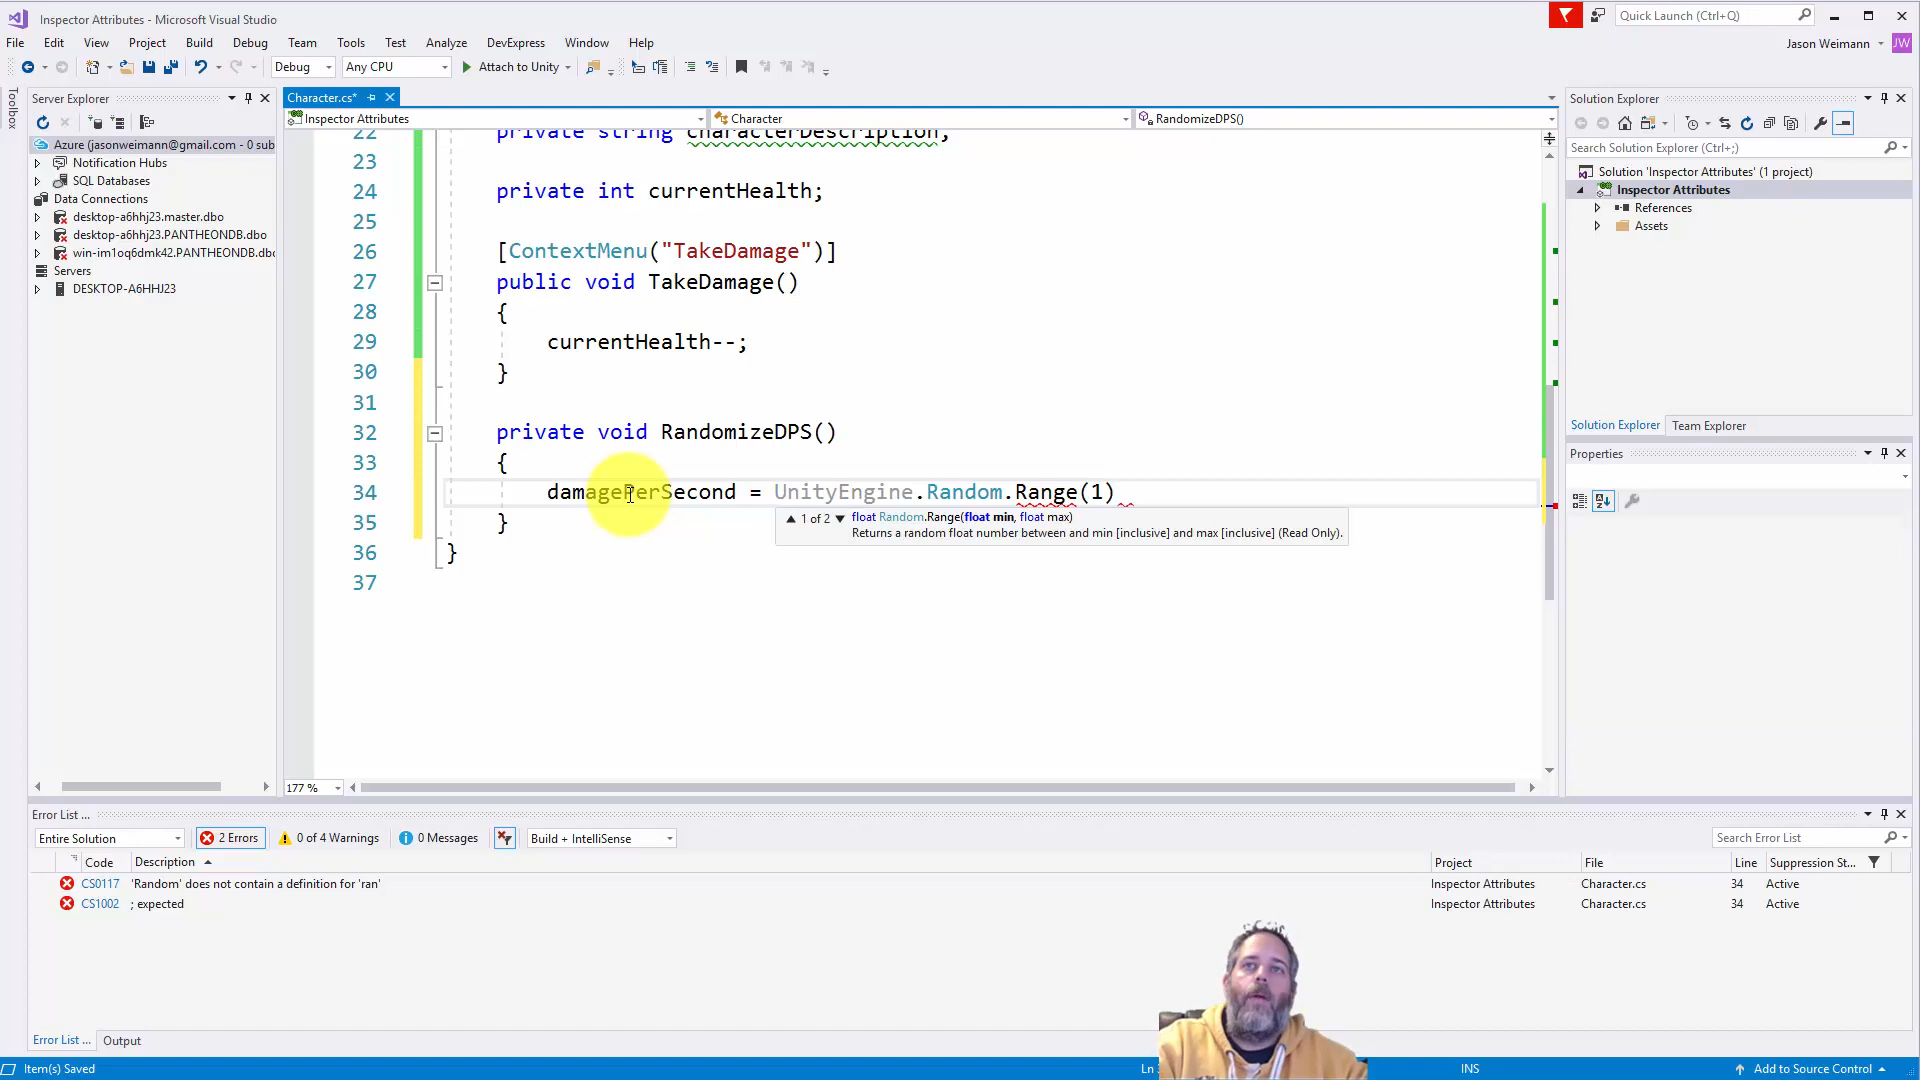 Inspector Attributes - Microsoft Visual Studio
Quick Launch (Ctrl+Q)
File Edit View Project Build Debug Team Tools Test Analyze DevExpress Window Help
Jason Weimann JW
Debug Any CPU Attach to Unity
Toolbox
Server Explorer
Azure (jasonweimann@gmail.com - 0 sub
Notification Hubs
SQL Databases
Data Connections
desktop-a6hhj23.master.dbo
desktop-a6hhj23.PANTHEONDB.dbo
win-im1oq6dmk42.PANTHEONDB.dbo
Servers
DESKTOP-A6HHJ23
Character.cs*
Inspector Attributes Character RandomizeDPS()
22 private string characterDescription;
23
24 private int currentHealth;
25
26 [ContextMenu("TakeDamage")]
27 public void TakeDamage()
28 {
29 currentHealth--;
30 }
31
32 private void RandomizeDPS()
33 {
34 damagePerSecond = UnityEngine.Random.Range(1)
1 of 2 float Random.Range(float min, float max)
Returns a random float number between and min [inclusive] and max [inclusive] (Read Only).
35 }
36 }
37
177 %
Solution Explorer
Search Solution Explorer (Ctrl+;)
Solution 'Inspector Attributes' (1 project)
Inspector Attributes
References
Assets
Solution Explorer Team Explorer
Properties
Error List ...
Entire Solution 2 Errors 0 of 4 Warnings 0 Messages Build + IntelliSense
Search Error List
Code Description Project File Line Suppression St...
CS0117 'Random' does not contain a definition for 'ran' Inspector Attributes Character.cs 34 Active
CS1002 ; expected Inspector Attributes Character.cs 34 Active
Error List ... Output
Item(s) Saved
Ln
INS
Add to Source Control